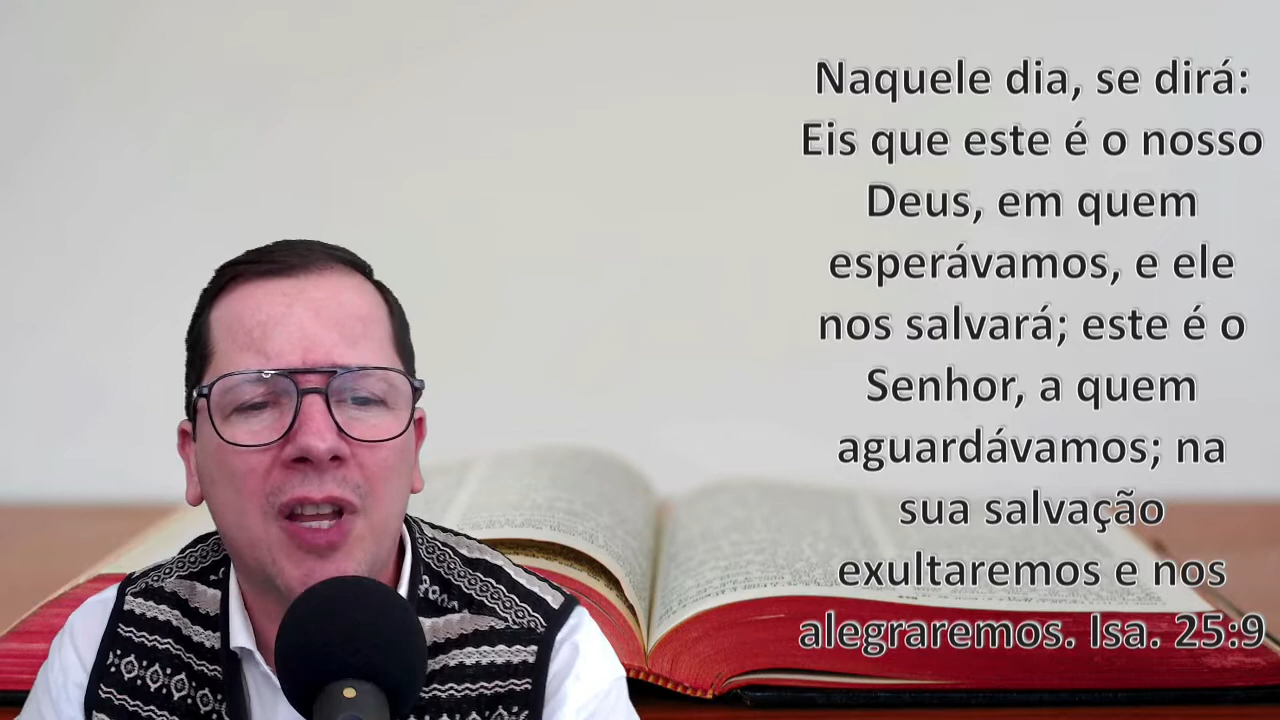 Naquele dia, se dirá:
Eis que este é o nosso
Deus, em quem
esperávamos, e ele
nos salvará; este é o
Senhor, a quem
aguardávamos; na
sua salvação
exultaremos e nos
alegraremos. Isa. 25:9